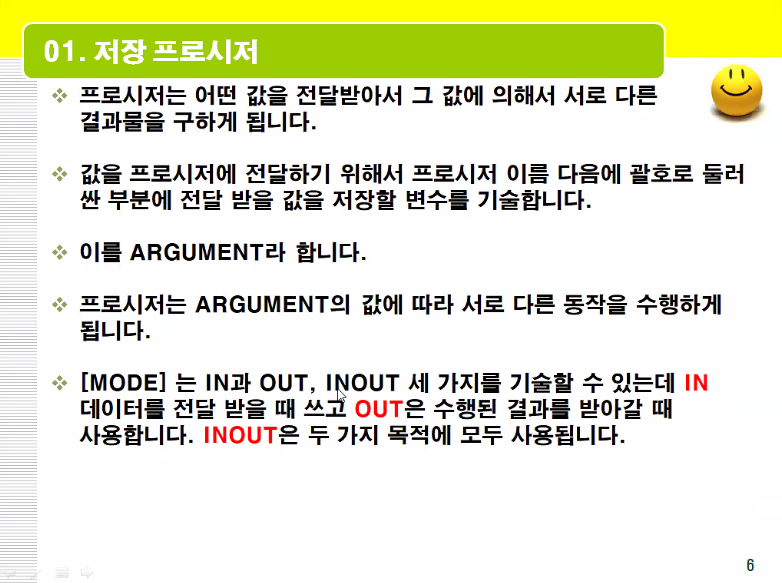 01. 저장 프로시저
프로시저는 어떤 값을 전달받아서 그 값에 의해서 서로 다른
결과물을 구하게 됩니다.
값을 프로시저에 전달하기 위해서 프로시저 이름 다음에 괄호로 둘러
싼 부분에 전달 받을 값을 저장할 변수를 기술합니다.
이를 ARGUMENT라 합니다.
프로시저는 ARGUMENT의 값에 따라 서로 다른 동작을 수행하게
됩니다.
[MODE] 는 IN과 OUT, INOUT 세 가지를 기술할 수 있는데 IN
데이터를 전달 받을 때 쓰고 OUT은 수행된 결과를 받아갈 때
사용합니다. INOUT은 두 가지 목적에 모두 사용됩니다.
6